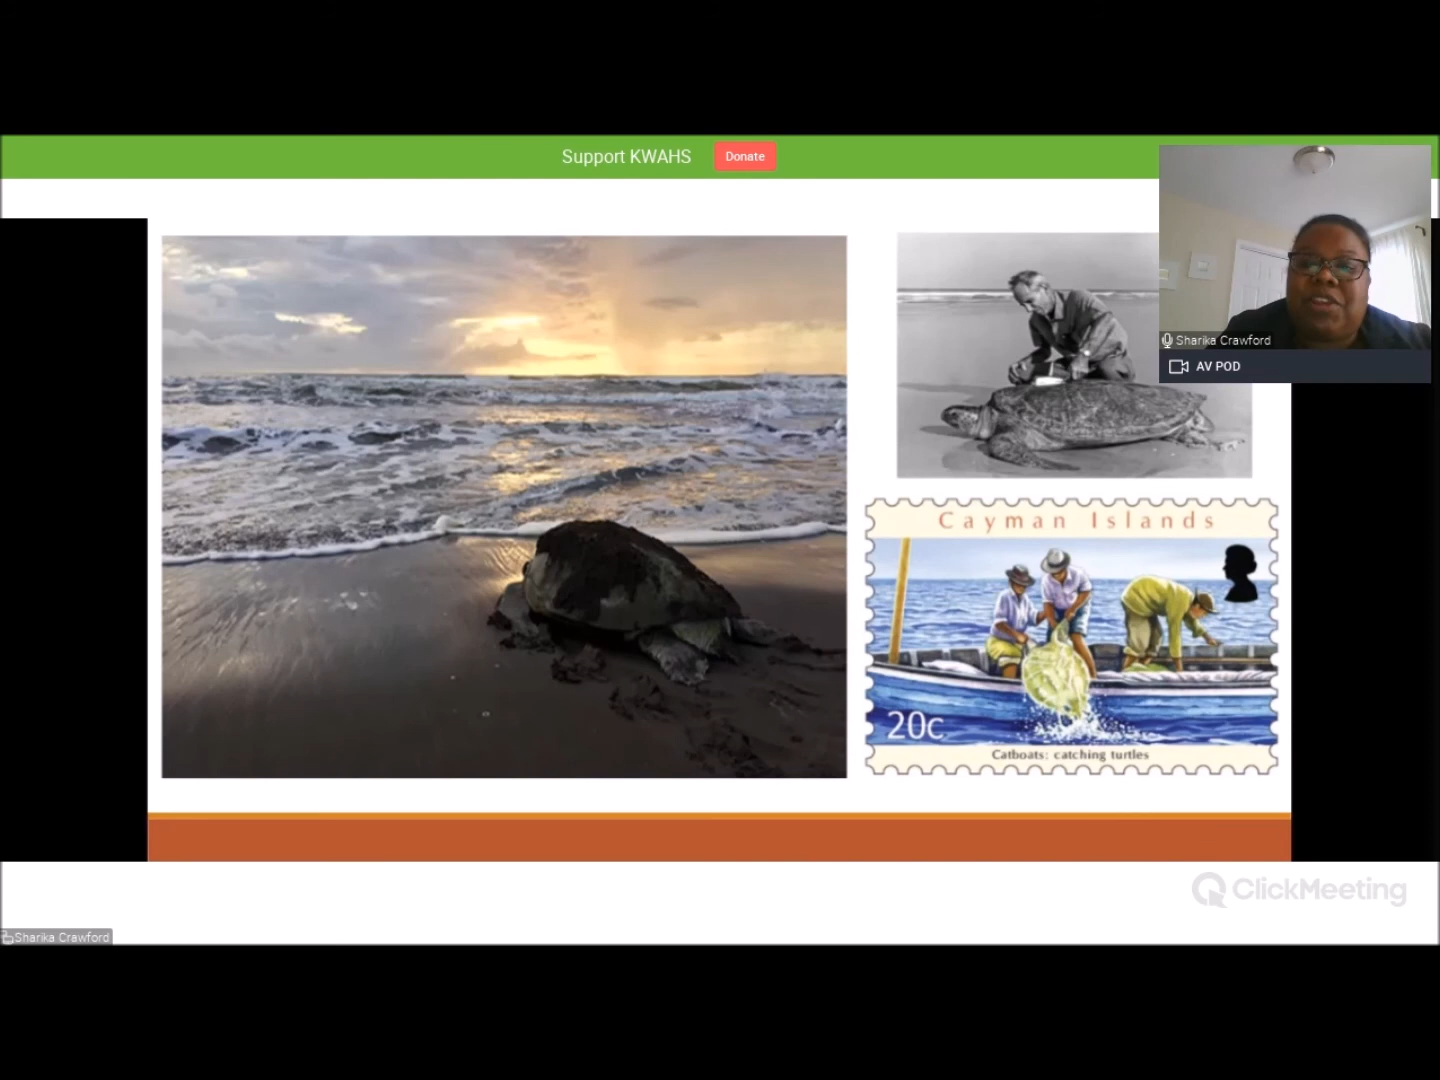 Support KWAHS
Donate
Sharika Crawford
AV POD
Cayman Islands
20c
Catboats: catching turtles
ClickMeeting
Sharika Crawford